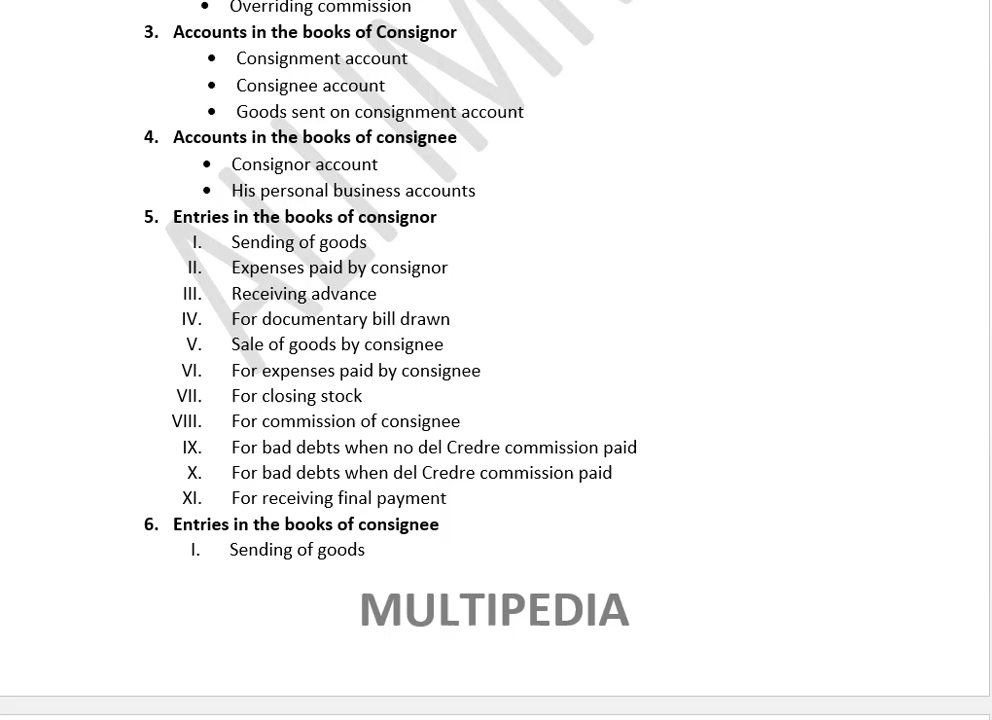 • Overriding commission
3. Accounts in the books of Consignor
• Consignment account
• Consignee account
• Goods sent on consignment account
4. Accounts in the books of consignee
• Consignor account
• His personal business accounts
5. Entries in the books of consignor
I. Sending of goods
II. Expenses paid by consignor
III. Receiving advance
IV. For documentary bill drawn
V. Sale of goods by consignee
VI. For expenses paid by consignee
VII. For closing stock
VIII. For commission of consignee
IX. For bad debts when no del Credre commission paid
X. For bad debts when del Credre commission paid
XI. For receiving final payment
6. Entries in the books of consignee
I. Sending of goods
MULTIPEDIA